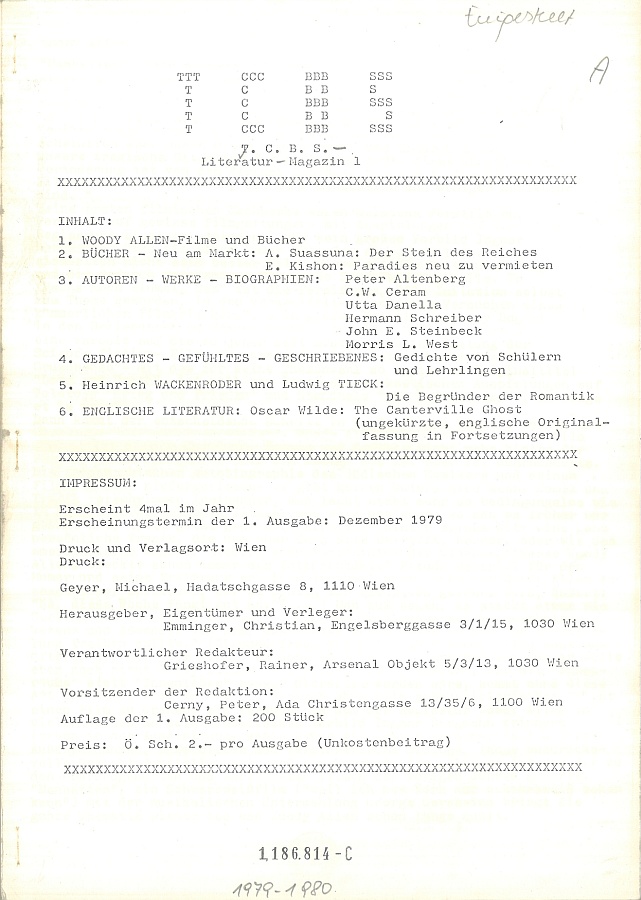 eingestellt
A
TTT CCC BBB SSS
T C B B S
T C BBB SSS
T C B B S
T CCC BBB SSS
T. C. B. S.-
Literatur-Magazin 1
XXXXXXXXXXXXXXXXXXXXXXXXXXXXXXXXXXXXXXXXXXXXXXXXXXXXXXXXXXXXXXXXX
INHALT:
1. WOODY ALLEN-Filme und Bücher
2. BÜCHER - Neu am Markt: A. Suassuna: Der Stein des Reiches
E. Kishon: Paradies neu zu vermieten
3. AUTOREN - WERKE - BIOGRAPHIEN: Peter Altenberg
C.W. Ceram
Utta Danella
Hermann Schreiber
John E. Steinbeck
Morris L. West
4. GEDACHTES - GEFÜHLTES - GESCHRIEBENES: Gedichte von Schülern
und Lehrlingen
5. Heinrich WACKENRODER und Ludwig TIECK:
Die Begründer der Romantik
6. ENGLISCHE LITERATUR: Oscar Wilde: The Canterville Ghost
(ungekürzte, englische Original-
fassung in Fortsetzungen)
XXXXXXXXXXXXXXXXXXXXXXXXXXXXXXXXXXXXXXXXXXXXXXXXXXXXXXXXXXXXXXXXX
IMPRESSUM:
Erscheint 4mal im Jahr
Erscheinungstermin der 1. Ausgabe: Dezember 1979
Druck und Verlagsort: Wien
Druck:
Geyer, Michael, Hadatschgasse 8, 1110 Wien
Herausgeber, Eigentümer und Verleger:
Emminger, Christian, Engelsberggasse 3/1/15, 1030 Wien
Verantwortlicher Redakteur:
Grieshofer, Rainer, Arsenal Objekt 5/3/13, 1030 Wien
Vorsitzender der Redaktion:
Cerny, Peter, Ada Christengasse 13/35/6, 1100 Wien
Auflage der 1. Ausgabe: 200 Stück
Preis: Ö. Sch. 2.- pro Ausgabe (Unkostenbeitrag)
XXXXXXXXXXXXXXXXXXXXXXXXXXXXXXXXXXXXXXXXXXXXXXXXXXXXXXXXXXXXXXXXX
1,186.814-C
1979-1980